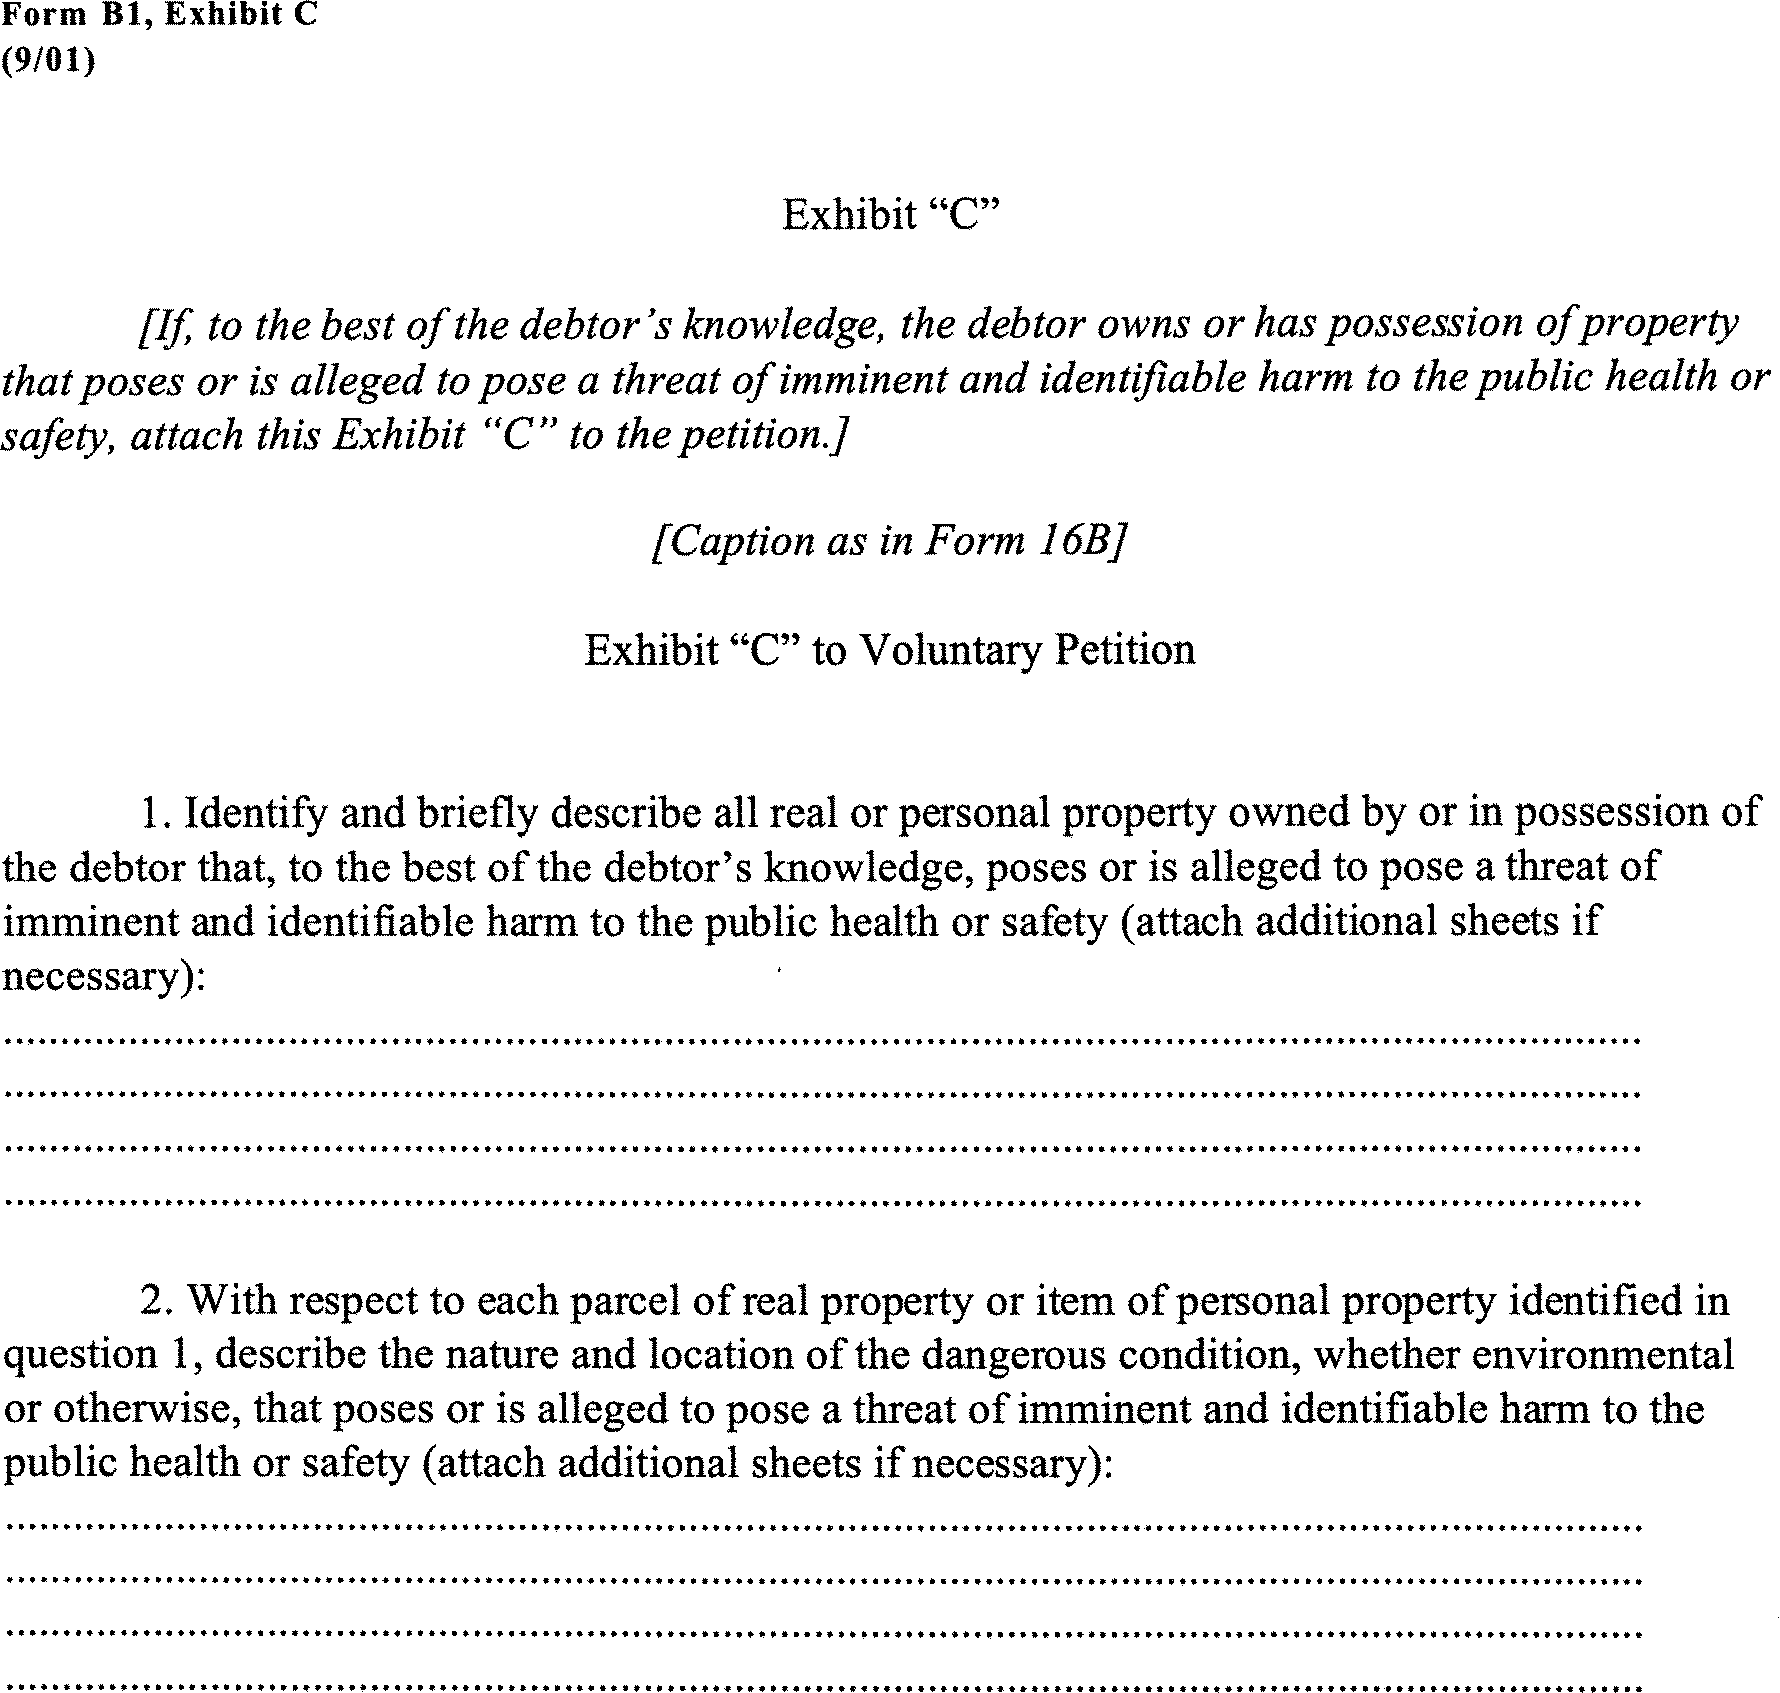 Form B1, Exhibit C
(9/01)
Exhibit “C”
[If, to the best of the debtor’s knowledge, the debtor owns or has possession of property
that poses or is alleged to pose a threat of imminent and identifiable harm to the public health or
safety, attach this Exhibit “C” to the petition.]
[Caption as in Form 16B]
Exhibit “C” to Voluntary Petition
1. Identify and briefly describe all real or personal property owned by or in possession of
the debtor that, to the best of the debtor’s knowledge, poses or is alleged to pose a threat of
imminent and identifiable harm to the public health or safety (attach additional sheets if
necessary):
2. With respect to each parcel of real property or item of personal property identified in
question 1, describe the nature and location of the dangerous condition, whether environmental
or otherwise, that poses or is alleged to pose a threat of imminent and identifiable harm to the
public health or safety (attach additional sheets if necessary):